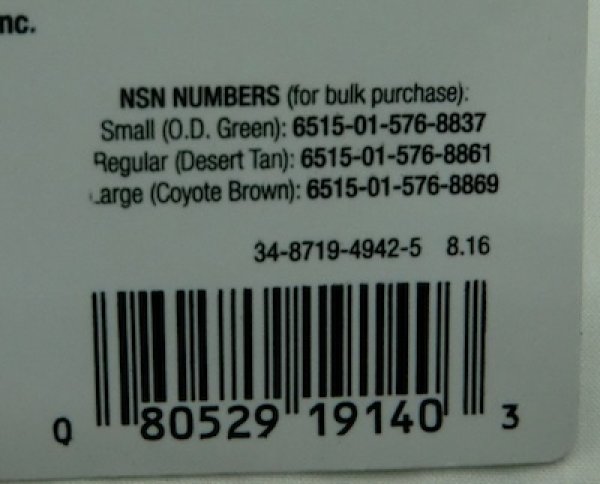 nc.
NSN NUMBERS (for bulk purchase):
Small (O.D. Green): 6515-01-576-8837
Regular (Desert Tan): 6515-01-576-8861
Large (Coyote Brown): 6515-01-576-8869
34-8719-4942-5 8.16
0 80529 19140 3